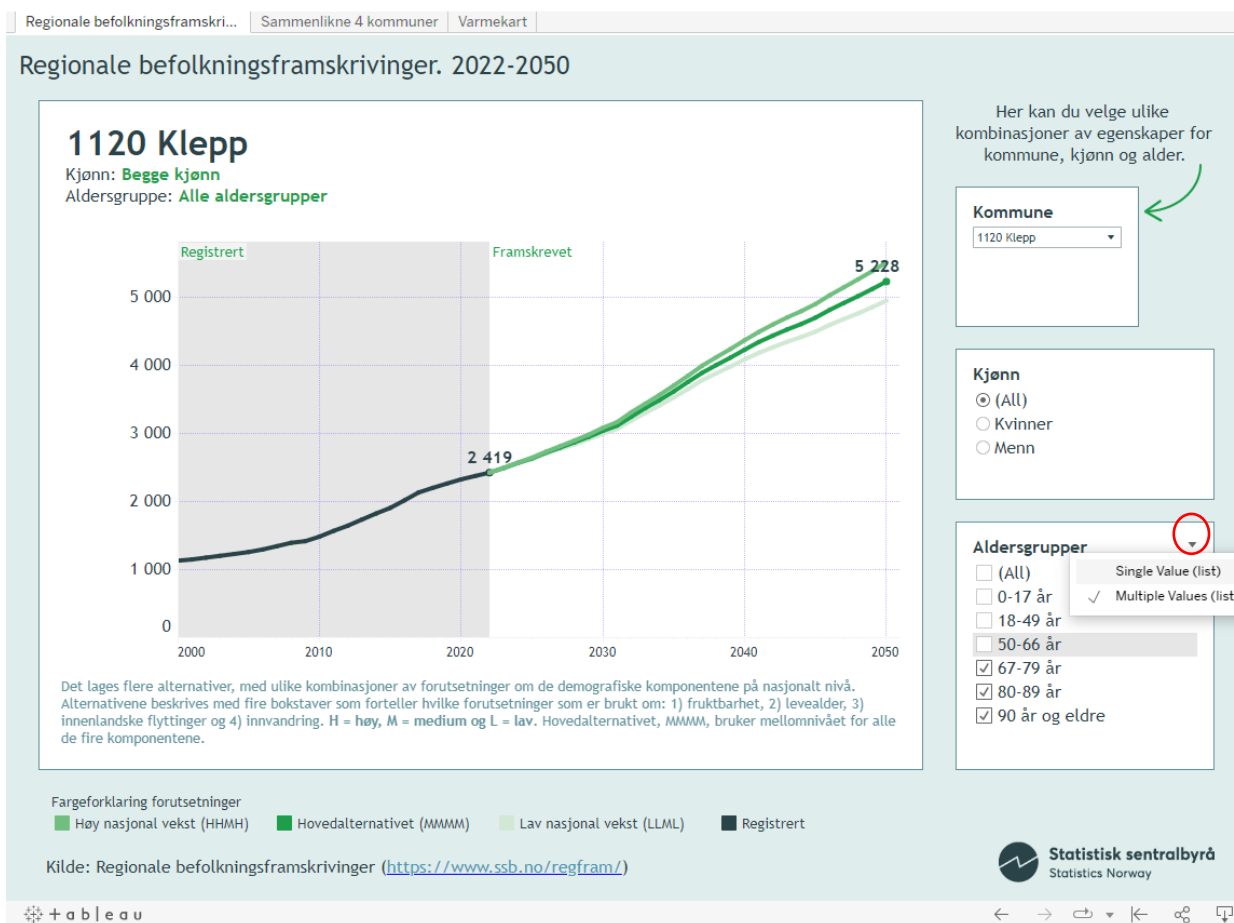 Regionale befolkningsframskri... Sammenlikne 4 kommuner Varmekart
Regionale befolkningsframskrivinger. 2022-2050
1120 Klepp
Kjønn: Begge kjønn
Aldersgruppe: Alle aldersgrupper
Registrert
Framskrevet
5 228
2 419
5 000
4 000
3 000
2 000
1 000
0
2000 2010 2020 2030 2040 2050
Det lages flere alternativer, med ulike kombinasjoner av forutsetninger om de demografiske komponentene på nasjonalt nivå.
Alternativene beskrives med fire bokstaver som forteller hvilke forutsetninger som er brukt om: 1) fruktbarhet, 2) levealder, 3)
innenlandske flyttinger og 4) innvandring. H = høy, M = medium og L = lav. Hovedalternativet, MMMM, bruker mellomnivået for alle
de fire komponentene.
Her kan du velge ulike
kombinasjoner av egenskaper for
kommune, kjønn og alder.
Kommune
1120 Klepp
Kjønn
(All)
Kvinner
Menn
Aldersgrupper
(All)
0-17 år
18-49 år
50-66 år
67-79 år
80-89 år
90 år og eldre
Single Value (list)
Multiple Values (list
Fargeforklaring forutsetninger
Høy nasjonal vekst (HHMH) Hovedalternativet (MMMM) Lav nasjonal vekst (LLML) Registrert
Kilde: Regionale befolkningsframskrivinger (https://www.ssb.no/regfram/)
Statistisk sentralbyrå
Statistics Norway
+ableau